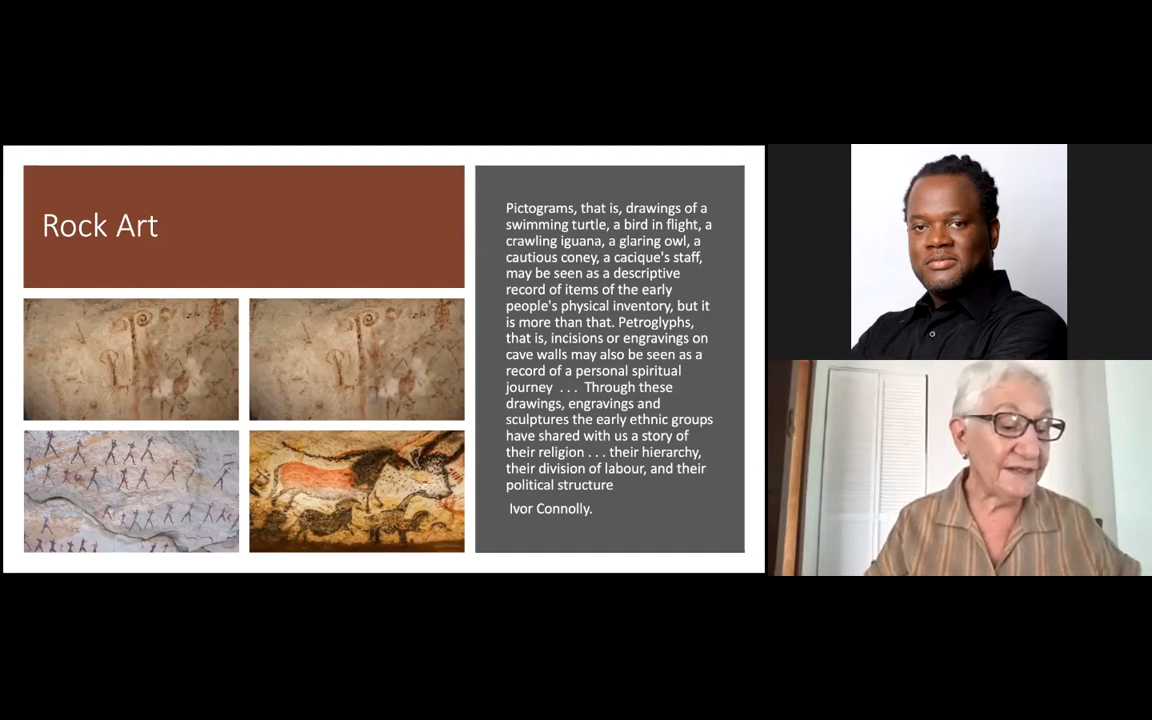 Rock Art
Pictograms, that is, drawings of a
swimming turtle, a bird in flight, a
crawling iguana, a glaring owl, a
cautious coney, a cacique's staff,
may be seen as a descriptive
record of items of the early
people's physical inventory, but it
is more than that. Petroglyphs,
that is, incisions or engravings on
cave walls may also be seen as a
record of a personal spiritual
journey . . . Through these
drawings, engravings and
sculptures the early ethnic groups
have shared with us a story of
their religion . . . their hierarchy,
their division of labour, and their
political structure
Ivor Connolly.